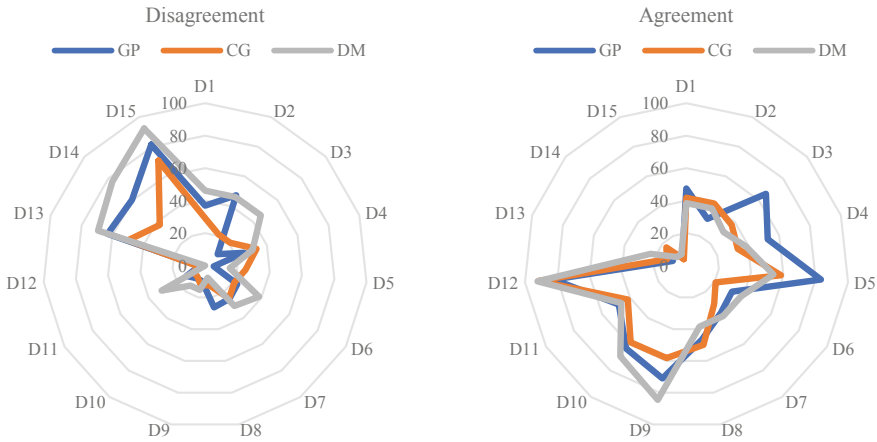 Disagreement
GP CG DM
D1
D2
D3
D4
D5
D6
D7
D8
D9
D10
D11
D12
D13
D14
D15
100
80
60
40
20
0
Agreement
GP CG DM
D1
D2
D3
D4
D5
D6
D7
D8
D9
D10
D11
D12
D13
D14
D15
100
80
60
40
20
0